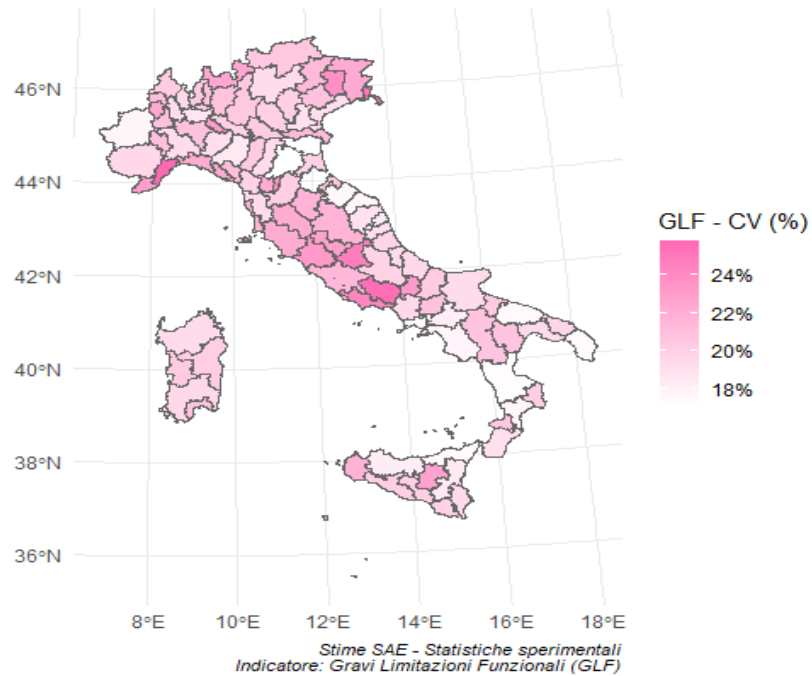 46°N
44°N
42°N
40°N
38°N
36°N
8°E 10°E 12°E 14°E 16°E 18°E
GLF - CV (%)
24%
22%
20%
18%
Stime SAE - Statistiche sperimentali
Indicatore: Gravi Limitazioni Funzionali (GLF)